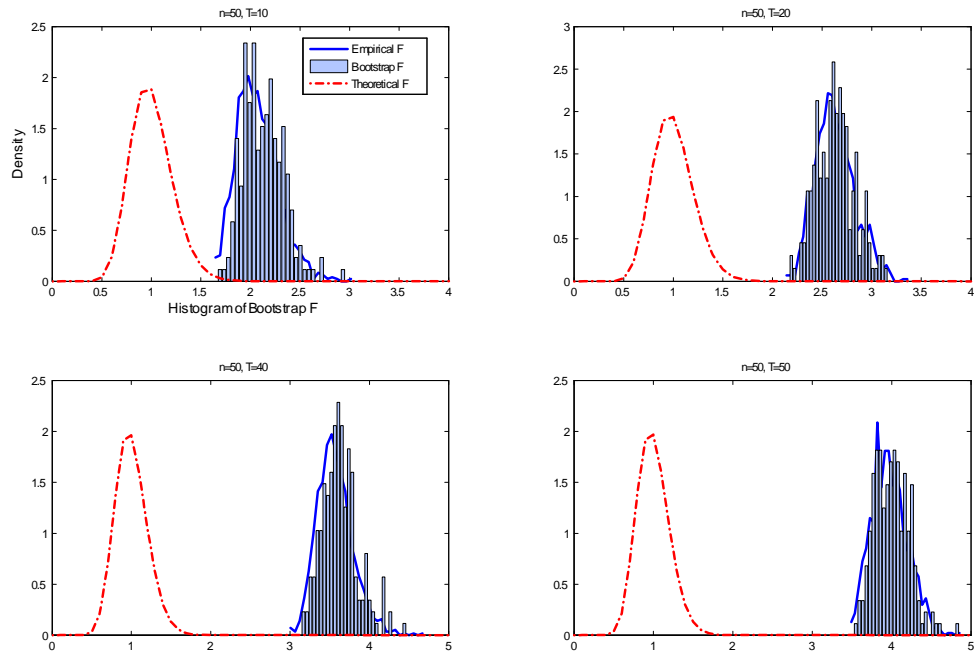 n=50, T=10
2.5
2
1.5
1
0.5
0
Density
0 0.5 1 1.5 2 2.5 3 3.5 4
Histogram of Bootstrap F
Empirical F
Bootstrap F
Theoretical F
n=50, T=20
3
2.5
2
1.5
1
0.5
0
0 0.5 1 1.5 2 2.5 3 3.5 4
n=50, T=40
2.5
2
1.5
1
0.5
0
0 1 2 3 4 5
n=50, T=50
2.5
2
1.5
1
0.5
0
0 1 2 3 4 5